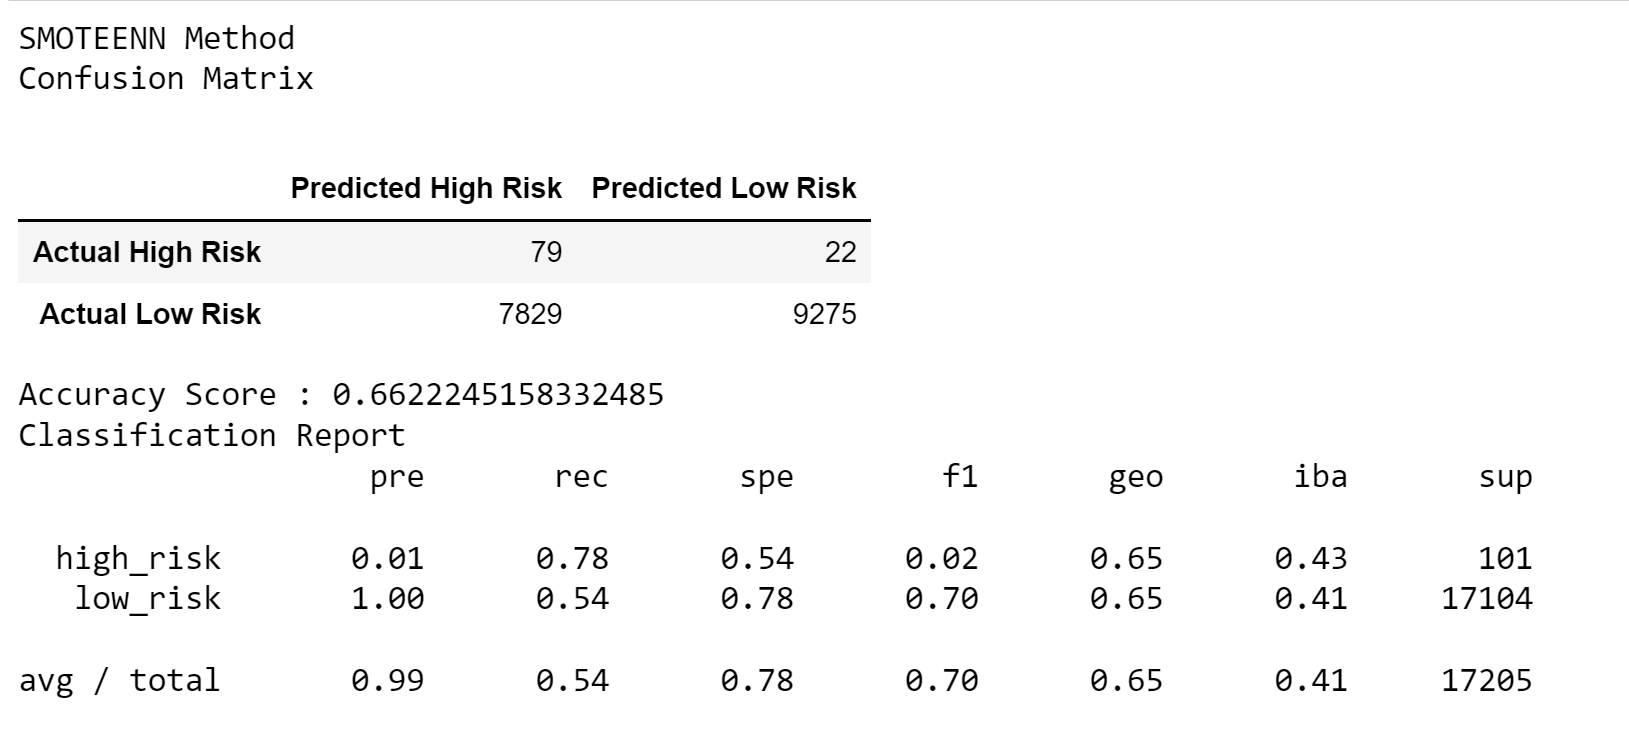 SMOTEENN Method
Confusion Matrix
Predicted High Risk Predicted Low Risk
Actual High Risk 79 22
Actual Low Risk 7829 9275
Accuracy Score : 0.6622245158332485
Classification Report
pre rec spe f1 geo iba sup
high_risk 0.01 0.78 0.54 0.02 0.65 0.43 101
low_risk 1.00 0.54 0.78 0.70 0.65 0.41 17104
avg / total 0.99 0.54 0.78 0.70 0.65 0.41 17205